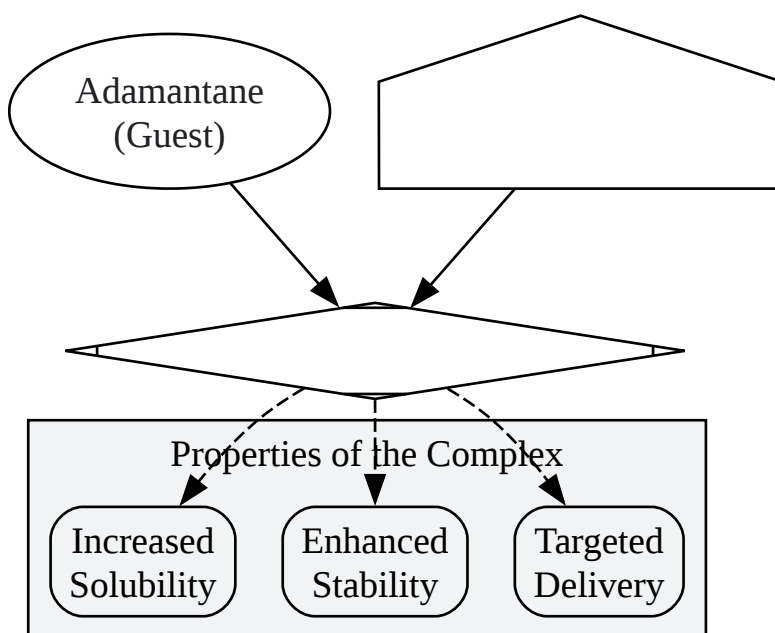 Adamantane
(Guest)
Properties of the Complex
Increased
Solubility
Enhanced
Stability
Targeted
Delivery